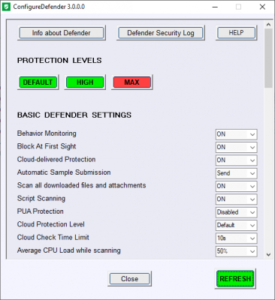 ConfigureDefender 3.0.0.0
Info about Defender Defender Security Log HELP
PROTECTION LEVELS
DEFAULT HIGH MAX
BASIC DEFENDER SETTINGS
Behavior Monitoring ON
Block At First Sight ON
Cloud-delivered Protection ON
Automatic Sample Submission Send
Scan all downloaded files and attachments ON
Script Scanning ON
PUA Protection Disabled
Cloud Protection Level Default
Cloud Check Time Limit 10s
Average CPU Load while scanning 50%
Close REFRESH